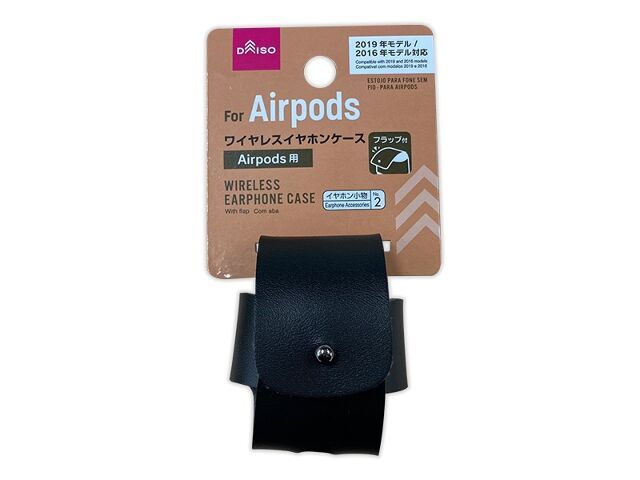 DAISO
2019年モデル/
2016年モデル対応
Compatible with 2019 and 2016 models
Compatível com modelos 2019 e 2016
ESTOJO PARA FONE SEM
FIO - PARA AIRPODS
For Airpods
ワイヤレスイヤホンケース
フラップ付
Airpods用
WIRELESS
EARPHONE CASE
With flap Com aba
イヤホン小物
Earphone Accessories
No.
2